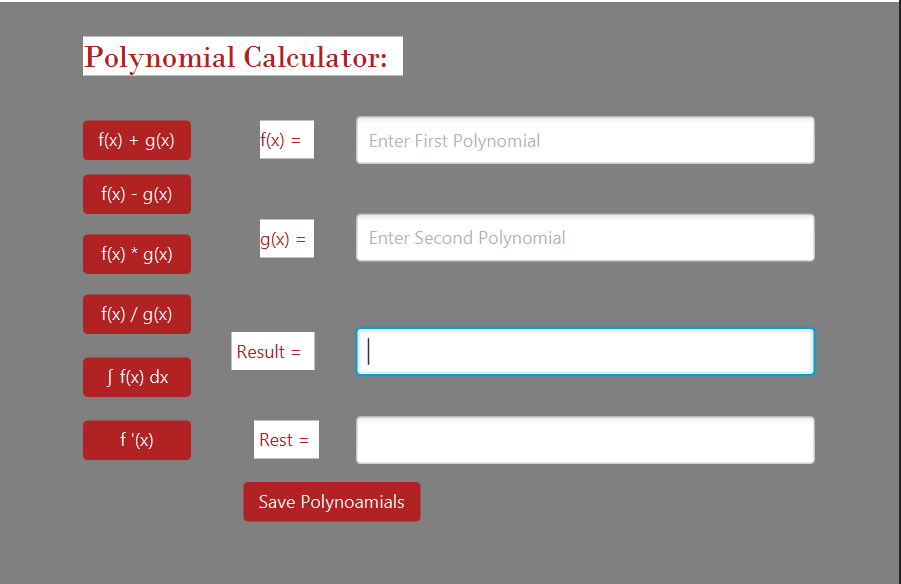 Polynomial Calculator:
f(x) + g(x)
f(x) =
Enter First Polynomial
f(x) - g(x)
g(x) =
Enter Second Polynomial
f(x) * g(x)
f(x) / g(x)
Result =
∫ f(x) dx
f '(x)
Rest =
Save Polynoamials